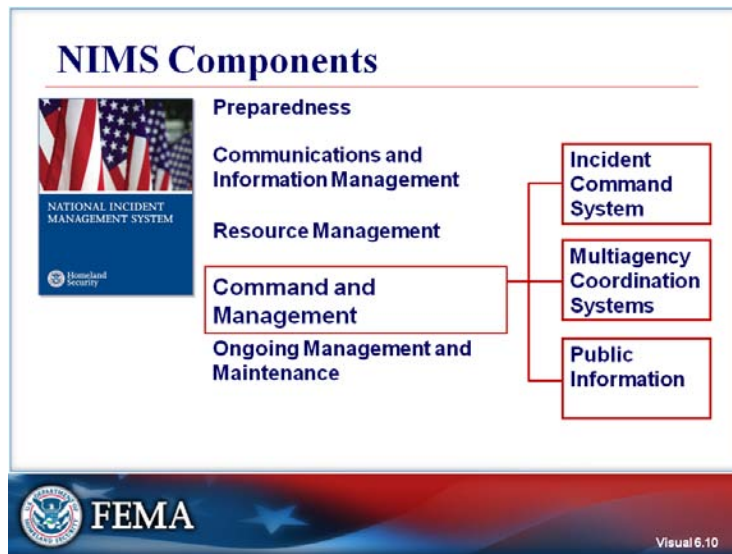 NIMS Components
NATIONAL INCIDENT
MANAGEMENT SYSTEM
Homeland
Security
Preparedness
Communications and
Information Management
Resource Management
Command and
Management
Ongoing Management and
Maintenance
Incident
Command
System
Multiagency
Coordination
Systems
Public
Information
FEMA
Visual 6.10